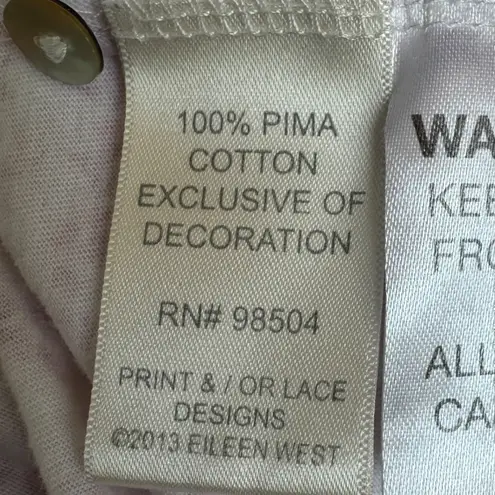 100% PIMA
COTTON
EXCLUSIVE OF
DECORATION
RN# 98504
PRINT & / OR LACE
DESIGNS
©2013 EILEEN WEST
WA
KEE
FRO
ALL
CA